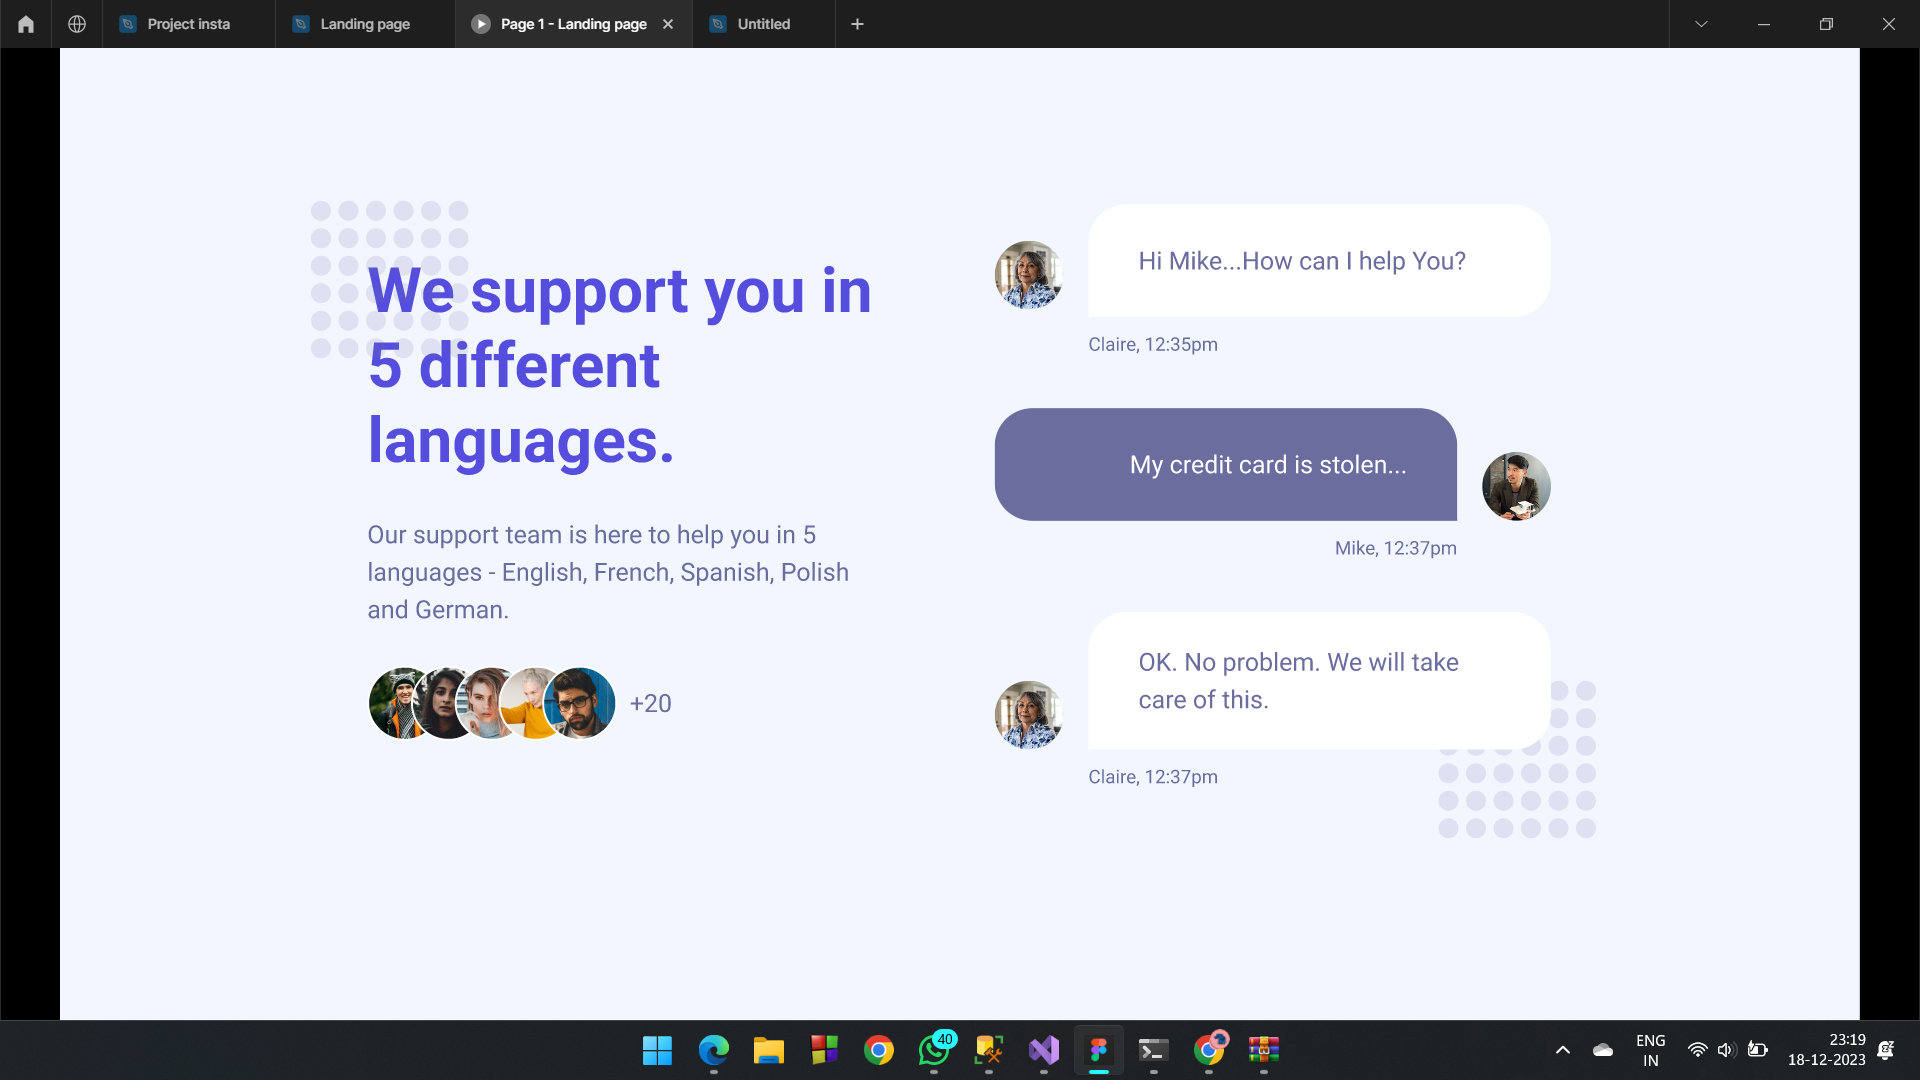 Project insta
Landing page
Page 1 - Landing page
Untitled
We support you in
5 different
languages.
Our support team is here to help you in 5
languages - English, French, Spanish, Polish
and German.
+20
Hi Mike...How can I help You?
Claire, 12:35pm
My credit card is stolen...
Mike, 12:37pm
OK. No problem. We will take
care of this.
Claire, 12:37pm
40
ENG
IN
23:19
18-12-2023